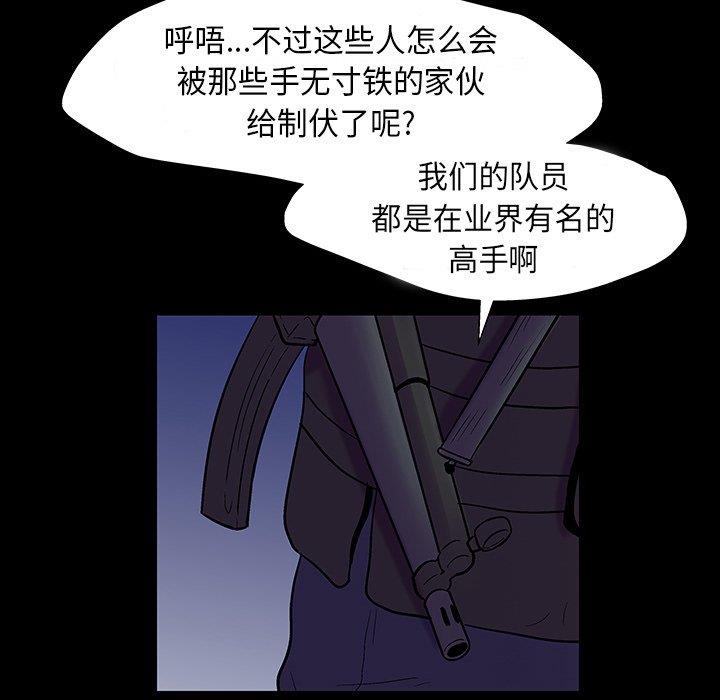 呼唔...不过这些人怎么会
被那些手无寸铁的家伙
给制伏了呢?
我们的队员
都是在业界有名的
高手啊